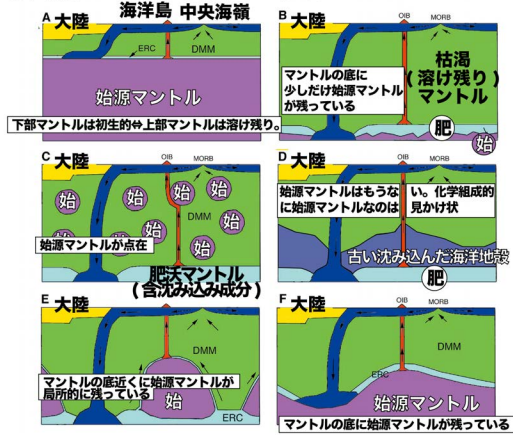 海洋島 中央海嶺
A 大陸
ERC
DMM
始源マントル
下部マントルは初生的⇔上部マントルは溶け残り。
B 大陸
OIB
MORB
マントルの底に
少しだけ始源マントル
が残っている
枯渇
(溶け残り)
マントル
肥
始
C 大陸
OIB
MORB
始
始
始
始
始
始
始
始
DMM
始源マントルが点在
肥沃マントル
(含沈み込み成分)
D 大陸
OIB
MORB
始源マントルはもうな い。化学組成的
に始源マントルなのは 見かけ状
古い沈み込んだ海洋地殻
肥
E 大陸
DMM
マントルの底近くに始源マントルが
局所的に残っている
始
ERC
F 大陸
OIB
MORB
DMM
ERC
始源マントル
マントルの底に始源マントルが残っている